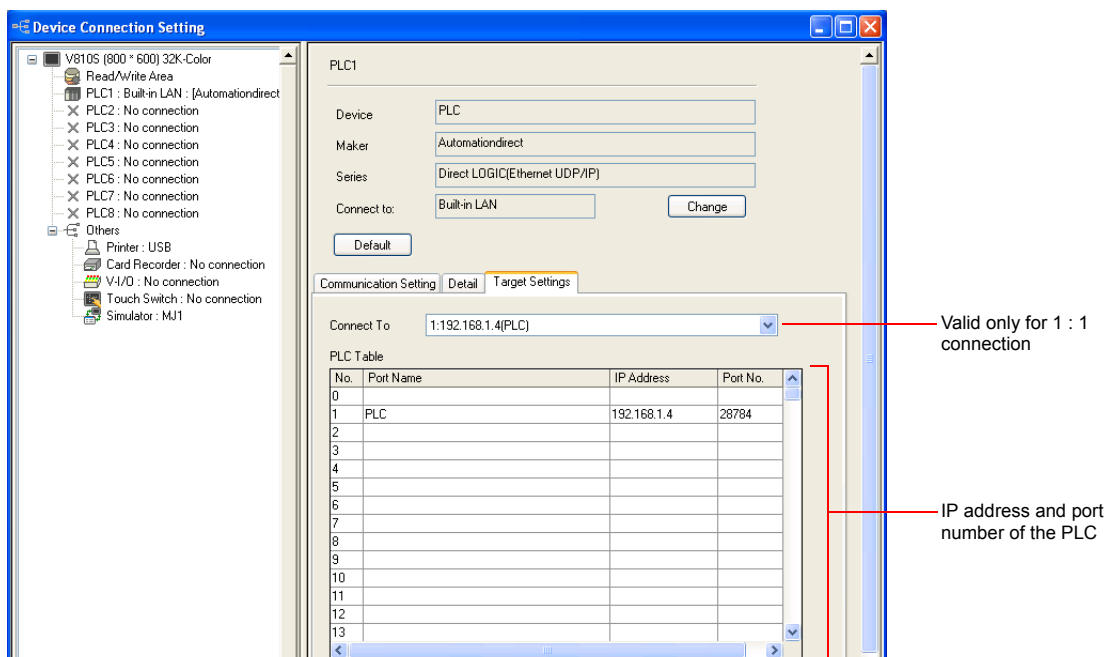 Device Connection Setting
V810S (800 * 600) 32K-Color
Read/Write Area
PLC1 : Built-in LAN : [Automationdirect
PLC2 : No connection
PLC3 : No connection
PLC4 : No connection
PLC5 : No connection
PLC6 : No connection
PLC7 : No connection
PLC8 : No connection
Others
Printer : USB
Card Recorder : No connection
V-I/O : No connection
Touch Switch : No connection
Simulator : MJ1
PLC1
Device PLC
Maker Automationdirect
Series Direct LOGIC(Ethernet UDP/IP)
Connect to: Built-in LAN Change
Default
Communication Setting Detail Target Settings
Connect To 1:192.168.1.4(PLC)
PLC Table
No. Port Name IP Address Port No.
0
1 PLC 192.168.1.4 28784
2
3
4
5
6
7
8
9
10
11
12
13
Valid only for 1 : 1
connection
IP address and port
number of the PLC